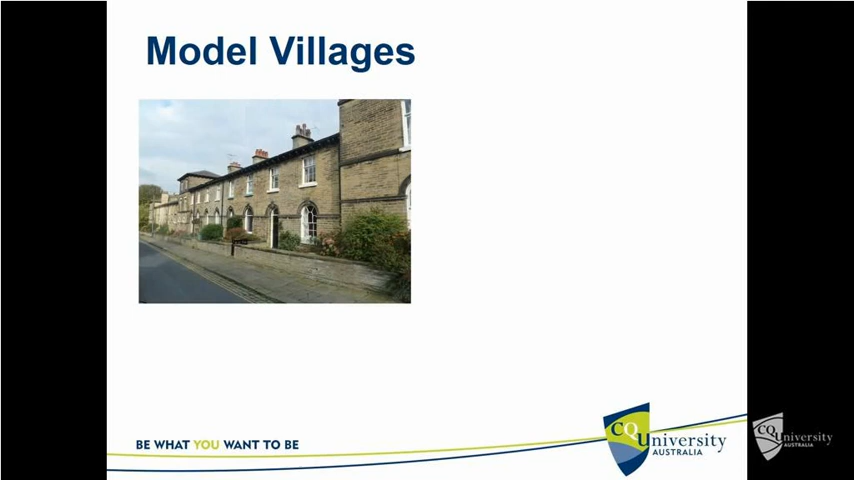 Model Villages
BE WHAT YOU WANT TO BE
CQUniversity
AUSTRALIA
CQUniversity
AUSTRALIA